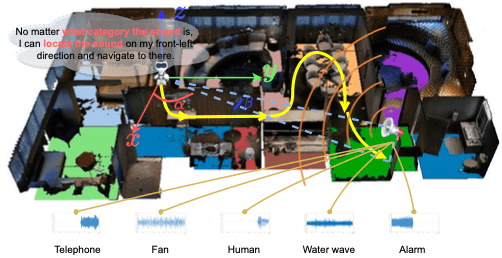 No matter what category the sound is,
I can locate the sound on my front-left
direction and navigate to there.
z
y
x
Telephone
Fan
Human
Water wave
Alarm